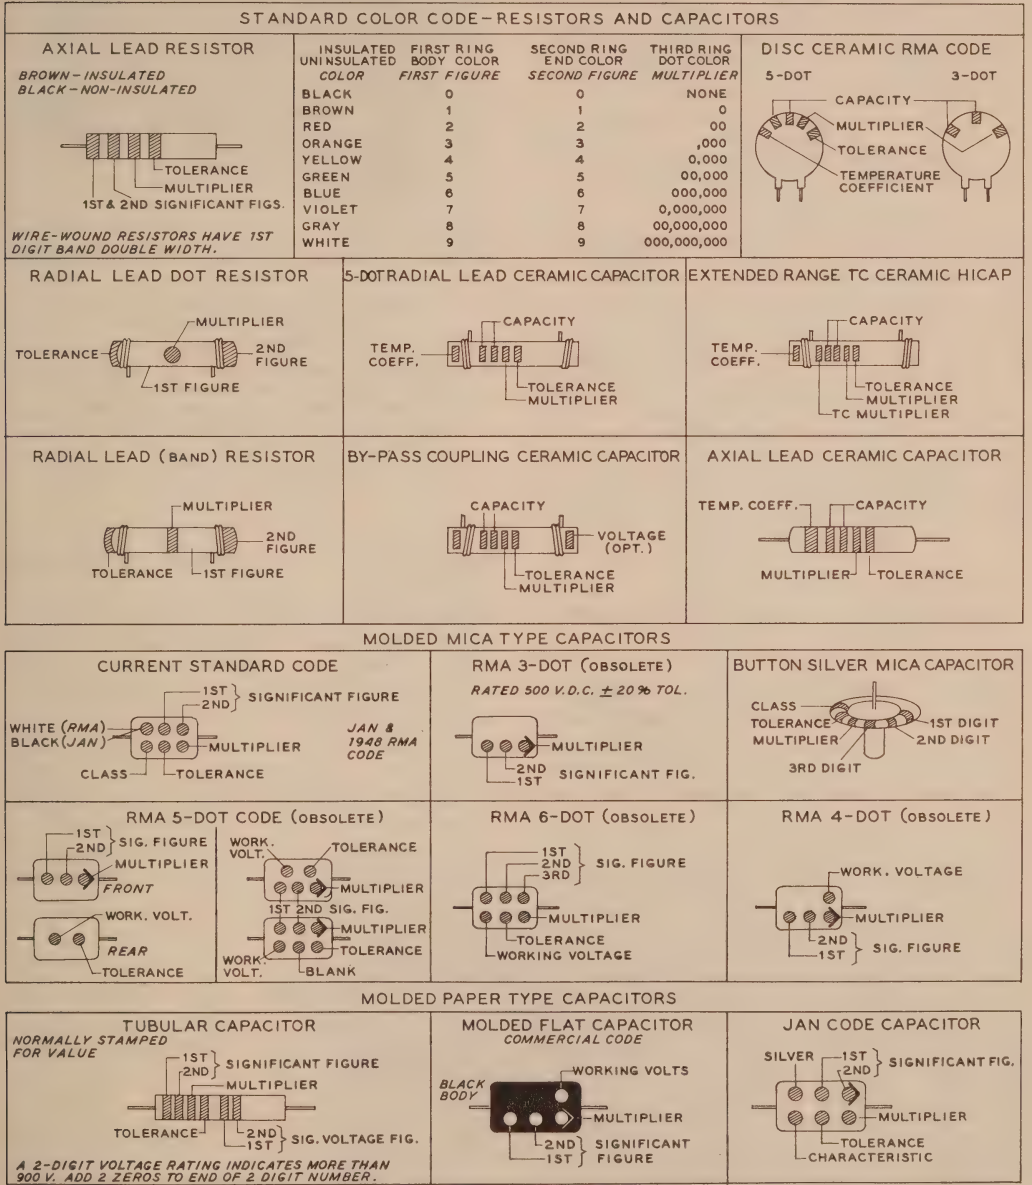 STANDARD COLOR CODE–RESISTORS AND CAPACITORS
AXIAL LEAD RESISTOR
BROWN – INSULATED
BLACK – NON-INSULATED
TOLERANCE
MULTIPLIER
1ST & 2ND SIGNIFICANT FIGS.
WIRE-WOUND RESISTORS HAVE 1ST
DIGIT BAND DOUBLE WIDTH.
INSULATED FIRST RING SECOND RING THIRD RING
UNINSULATED BODY COLOR END COLOR DOT COLOR
COLOR FIRST FIGURE SECOND FIGURE MULTIPLIER
BLACK 0 0 NONE
BROWN 1 1 0
RED 2 2 00
ORANGE 3 3 ,000
YELLOW 4 4 0,000
GREEN 5 5 00,000
BLUE 6 6 000,000
VIOLET 7 7 0,000,000
GRAY 8 8 00,000,000
WHITE 9 9 000,000,000
DISC CERAMIC RMA CODE
5-DOT 3-DOT
CAPACITY
MULTIPLIER
TOLERANCE
TEMPERATURE
COEFFICIENT
RADIAL LEAD DOT RESISTOR
MULTIPLIER
TOLERANCE
2ND
FIGURE
1ST FIGURE
5-DOT RADIAL LEAD CERAMIC CAPACITOR
CAPACITY
TEMP.
COEFF.
TOLERANCE
MULTIPLIER
EXTENDED RANGE TC CERAMIC HICAP
CAPACITY
TEMP.
COEFF.
TOLERANCE
MULTIPLIER
TC MULTIPLIER
RADIAL LEAD (BAND) RESISTOR
MULTIPLIER
2ND
FIGURE
TOLERANCE 1ST FIGURE
BY-PASS COUPLING CERAMIC CAPACITOR
CAPACITY
VOLTAGE
(OPT.)
TOLERANCE
MULTIPLIER
AXIAL LEAD CERAMIC CAPACITOR
TEMP. COEFF. CAPACITY
MULTIPLIER TOLERANCE
MOLDED MICA TYPE CAPACITORS
CURRENT STANDARD CODE
1ST
2ND } SIGNIFICANT FIGURE
WHITE (RMA)
BLACK (JAN)
JAN &
1948 RMA
CODE
MULTIPLIER
CLASS TOLERANCE
RMA 3-DOT (OBSOLETE)
RATED 500 V.D.C. ± 20% TOL.
MULTIPLIER
2ND
1ST SIGNIFICANT FIG.
BUTTON SILVER MICA CAPACITOR
CLASS
TOLERANCE
MULTIPLIER
1ST DIGIT
2ND DIGIT
3RD DIGIT
RMA 5-DOT CODE (OBSOLETE)
1ST
2ND } SIG. FIGURE
MULTIPLIER
FRONT
WORK. VOLT.
REAR
TOLERANCE
WORK.
VOLT.
TOLERANCE
MULTIPLIER
1ST 2ND SIG. FIG.
MULTIPLIER
TOLERANCE
WORK.
VOLT.
BLANK
RMA 6-DOT (OBSOLETE)
1ST
2ND } SIG. FIGURE
3RD
MULTIPLIER
TOLERANCE
WORKING VOLTAGE
RMA 4-DOT (OBSOLETE)
WORK. VOLTAGE
MULTIPLIER
2ND
1ST } SIG. FIGURE
MOLDED PAPER TYPE CAPACITORS
TUBULAR CAPACITOR
NORMALLY STAMPED
FOR VALUE
1ST
2ND } SIGNIFICANT FIGURE
MULTIPLIER
TOLERANCE
2ND
1ST } SIG. VOLTAGE FIG.
A 2-DIGIT VOLTAGE RATING INDICATES MORE THAN
900 V. ADD 2 ZEROS TO END OF 2 DIGIT NUMBER.
MOLDED FLAT CAPACITOR
COMMERCIAL CODE
WORKING VOLTS
BLACK
BODY
MULTIPLIER
2ND } SIGNIFICANT
1ST } FIGURE
JAN CODE CAPACITOR
SILVER
1ST
2ND } SIGNIFICANT FIG.
MULTIPLIER
TOLERANCE
CHARACTERISTIC